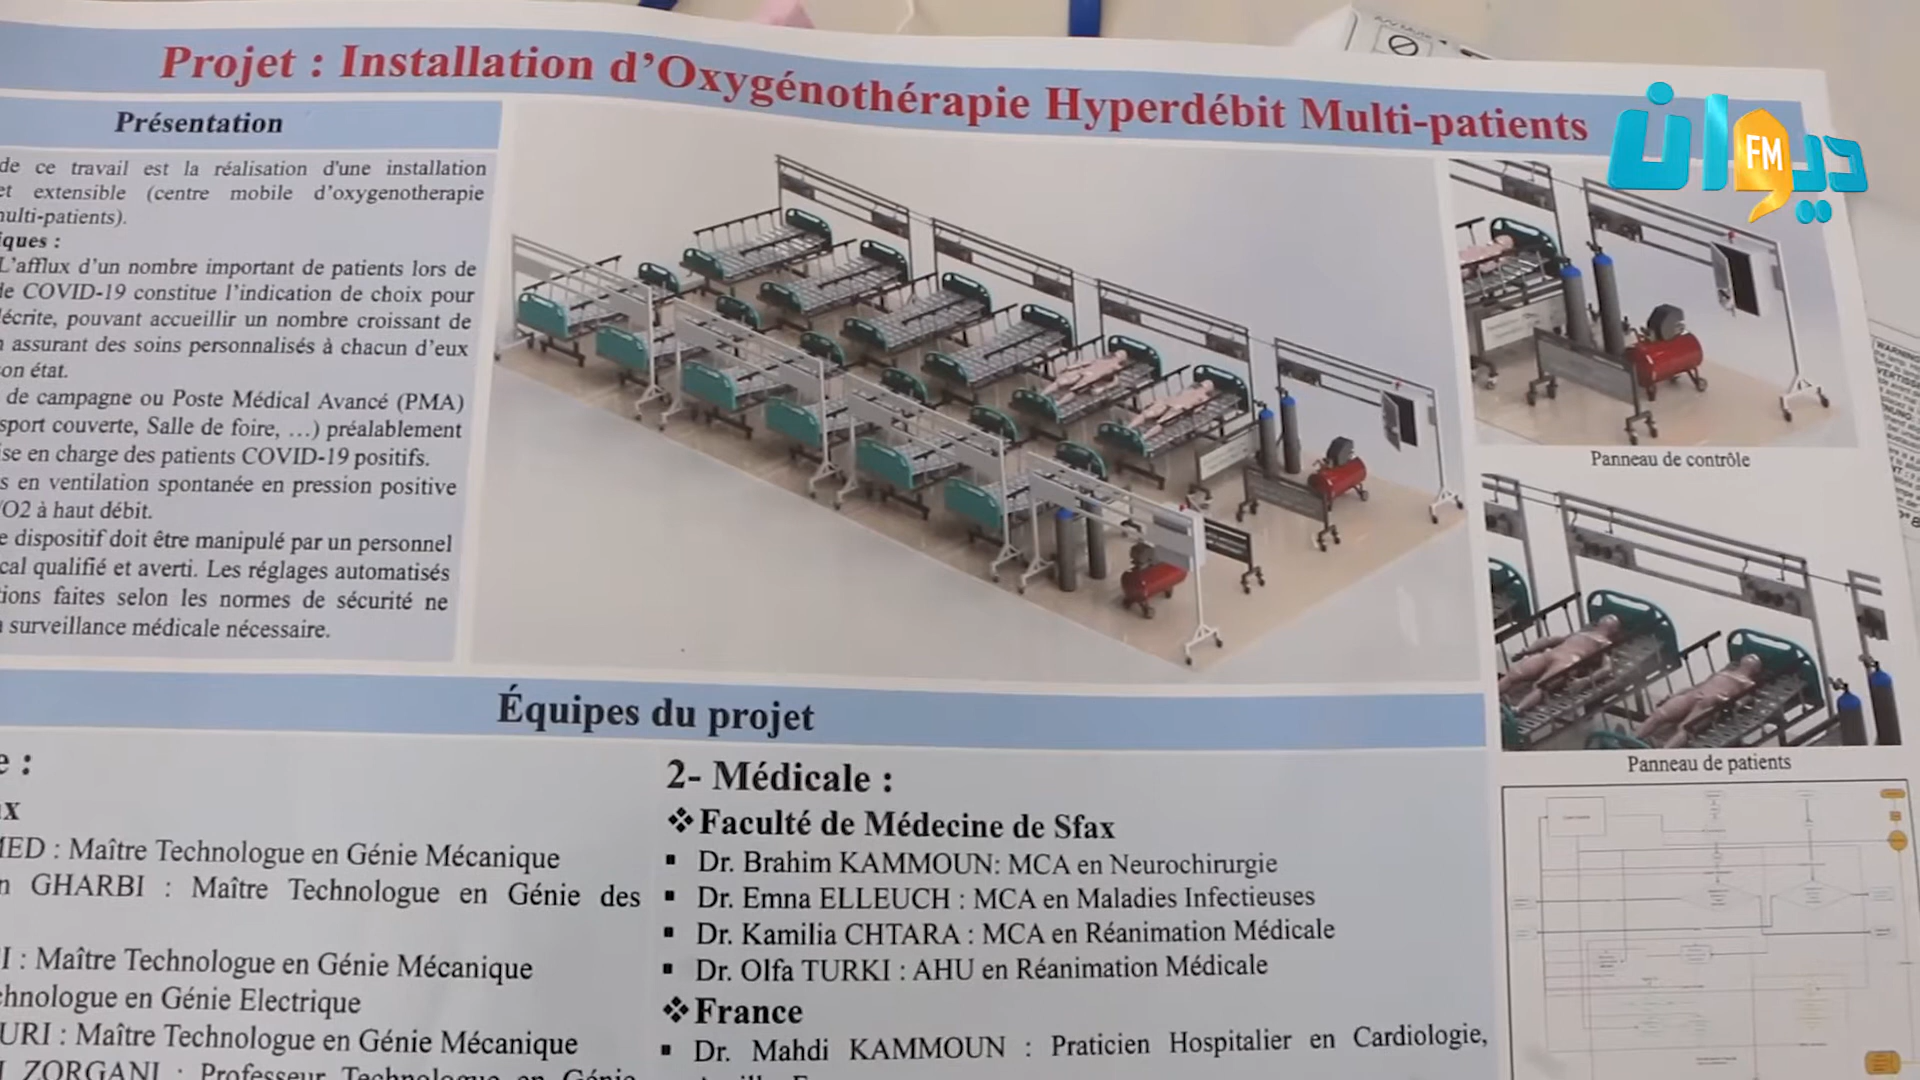 Projet : Installation d'Oxygénothérapie Hyperdébit Multi-patients
ديوان
FM
Présentation
de ce travail est la réalisation d'une installation
et extensible (centre mobile d'oxygenotherapie
multi-patients).
iques :
L'afflux d'un nombre important de patients lors de
de COVID-19 constitue l'indication de choix pour
décrite, pouvant accueillir un nombre croissant de
assurant des soins personnalisés à chacun d'eux
son état.
de campagne ou Poste Médical Avancé (PMA)
sport couverte, Salle de foire, …) préalablement
ise en charge des patients COVID-19 positifs.
s en ventilation spontanée en pression positive
O2 à haut débit.
e dispositif doit être manipulé par un personnel
cal qualifié et averti. Les réglages automatisés
tions faites selon les normes de sécurité ne
surveillance médicale nécessaire.
Panneau de contrôle
Panneau de patients
Équipes du projet
e :
x
MED : Maître Technologue en Génie Mécanique
n GHARBI : Maître Technologue en Génie des
I : Maître Technologue en Génie Mécanique
chnologue en Génie Electrique
URI : Maître Technologue en Génie Mécanique
ZORGANI : Professeur Technologue en Génie
2- Médicale :
❖Faculté de Médecine de Sfax
▪ Dr. Brahim KAMMOUN: MCA en Neurochirurgie
▪ Dr. Emna ELLEUCH : MCA en Maladies Infectieuses
▪ Dr. Kamilia CHTARA : MCA en Réanimation Médicale
▪ Dr. Olfa TURKI : AHU en Réanimation Médicale
❖France
▪ Dr. Mahdi KAMMOUN : Praticien Hospitalier en Cardiologie,